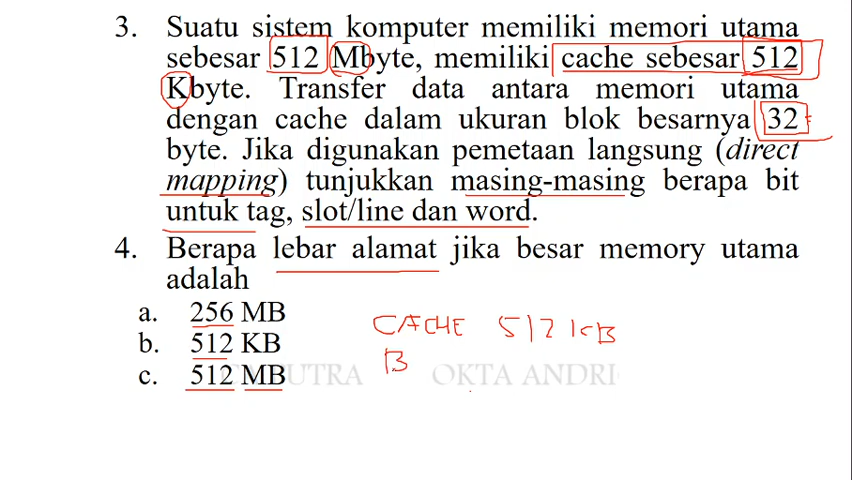 3. Suatu sistem komputer memiliki memori utama
sebesar 512 Mbyte, memiliki cache sebesar 512
Kbyte. Transfer data antara memori utama
dengan cache dalam ukuran blok besarnya 32
byte. Jika digunakan pemetaan langsung (direct
mapping) tunjukkan masing-masing berapa bit
untuk tag, slot/line dan word.
4. Berapa lebar alamat jika besar memory utama
adalah
a. 256 MB
b. 512 KB
c. 512 MB
CACHE 512 KB
B
UTRA OKTA ANDRI